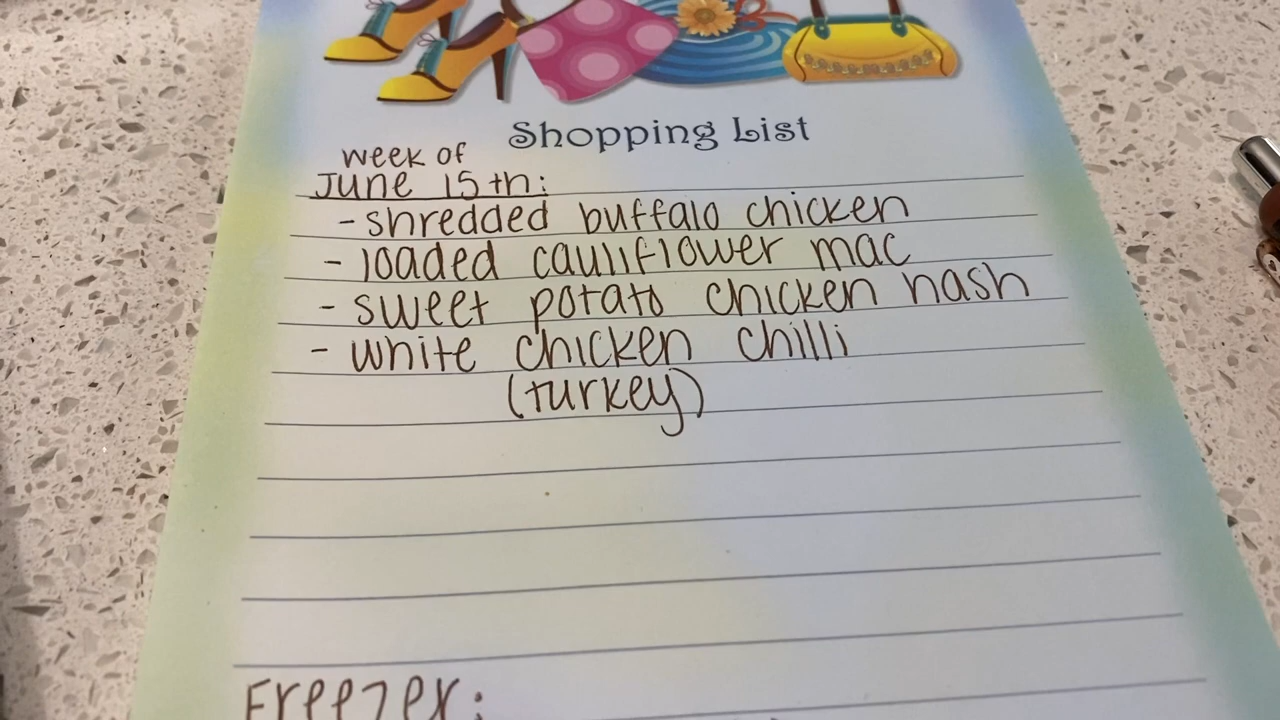 Shopping List
week of
June 15th:
- shredded buffalo chicken
- loaded cauliflower mac
- sweet potato chicken hash
- white chicken chilli
(turkey)
Freezer: